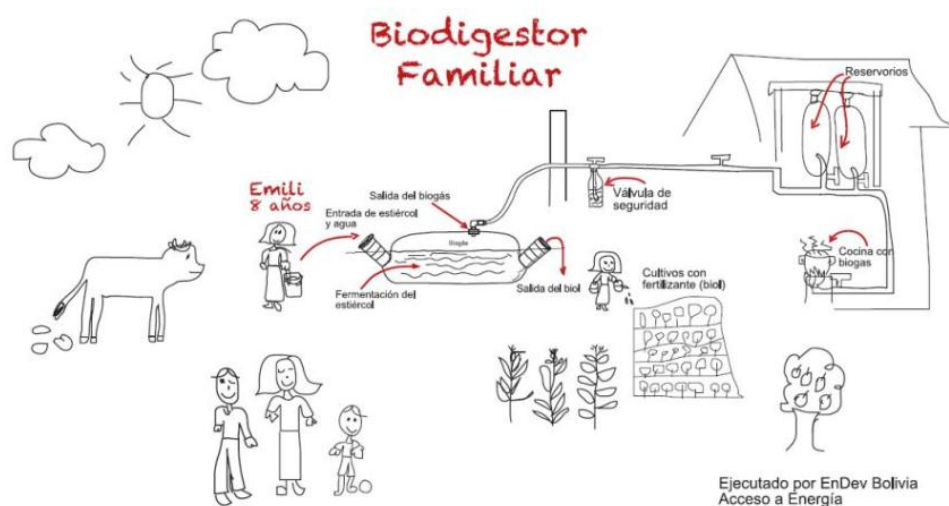 Biodigestor
Familiar
Reservorios
Emili
8 años
Salida del biogás
Válvula de
seguridad
Entrada de estiércol
y agua
Biogás
Cocina con
biogas
Fermentación del
estiércol
Salida del biol
Cultivos con
fertilizante (biol)
Ejecutado por EnDev Bolivia
Acceso a Energía